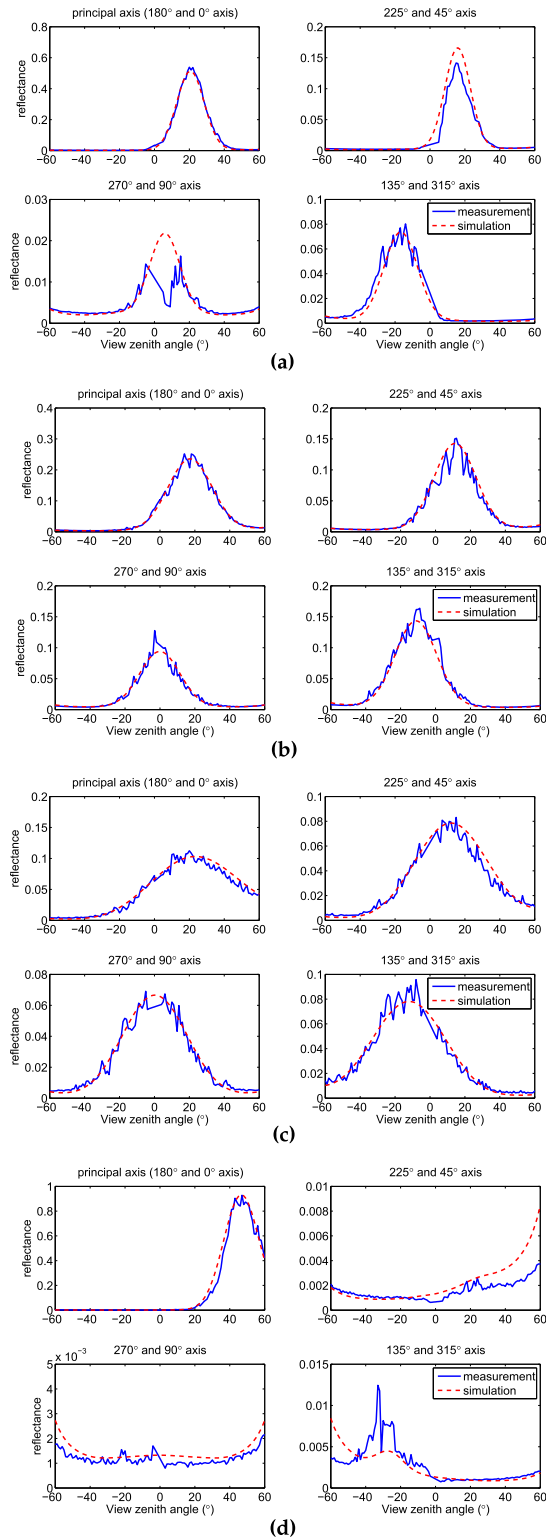 principal axis (180° and 0° axis)
225° and 45° axis
reflectance
0.8
0.6
0.4
0.2
0
−60 −40 −20 0 20 40 60
0.2
0.15
0.1
0.05
0
−60 −40 −20 0 20 40 60
270° and 90° axis
135° and 315° axis
reflectance
0.03
0.02
0.01
0
−60 −40 −20 0 20 40 60
View zenith angle (°)
0.1
0.08
0.06
0.04
0.02
0
−60 −40 −20 0 20 40 60
View zenith angle (°)
measurement
simulation
(a)
principal axis (180° and 0° axis)
225° and 45° axis
reflectance
0.4
0.3
0.2
0.1
0
−60 −40 −20 0 20 40 60
0.2
0.15
0.1
0.05
0
−60 −40 −20 0 20 40 60
270° and 90° axis
135° and 315° axis
reflectance
0.2
0.15
0.1
0.05
0
−60 −40 −20 0 20 40 60
View zenith angle (°)
0.2
0.15
0.1
0.05
0
−60 −40 −20 0 20 40 60
View zenith angle (°)
measurement
simulation
(b)
principal axis (180° and 0° axis)
225° and 45° axis
reflectance
0.2
0.15
0.1
0.05
0
−60 −40 −20 0 20 40 60
0.1
0.08
0.06
0.04
0.02
0
−60 −40 −20 0 20 40 60
270° and 90° axis
135° and 315° axis
reflectance
0.08
0.06
0.04
0.02
0
−60 −40 −20 0 20 40 60
View zenith angle (°)
0.1
0.08
0.06
0.04
0.02
0
−60 −40 −20 0 20 40 60
View zenith angle (°)
measurement
simulation
(c)
principal axis (180° and 0° axis)
225° and 45° axis
reflectance
1
0.8
0.6
0.4
0.2
0
−60 −40 −20 0 20 40 60
0.01
0.008
0.006
0.004
0.002
0
−60 −40 −20 0 20 40 60
x 10⁻³
270° and 90° axis
135° and 315° axis
reflectance
5
4
3
2
1
0
−60 −40 −20 0 20 40 60
View zenith angle (°)
0.015
0.01
0.005
0
−60 −40 −20 0 20 40 60
View zenith angle (°)
measurement
simulation
(d)